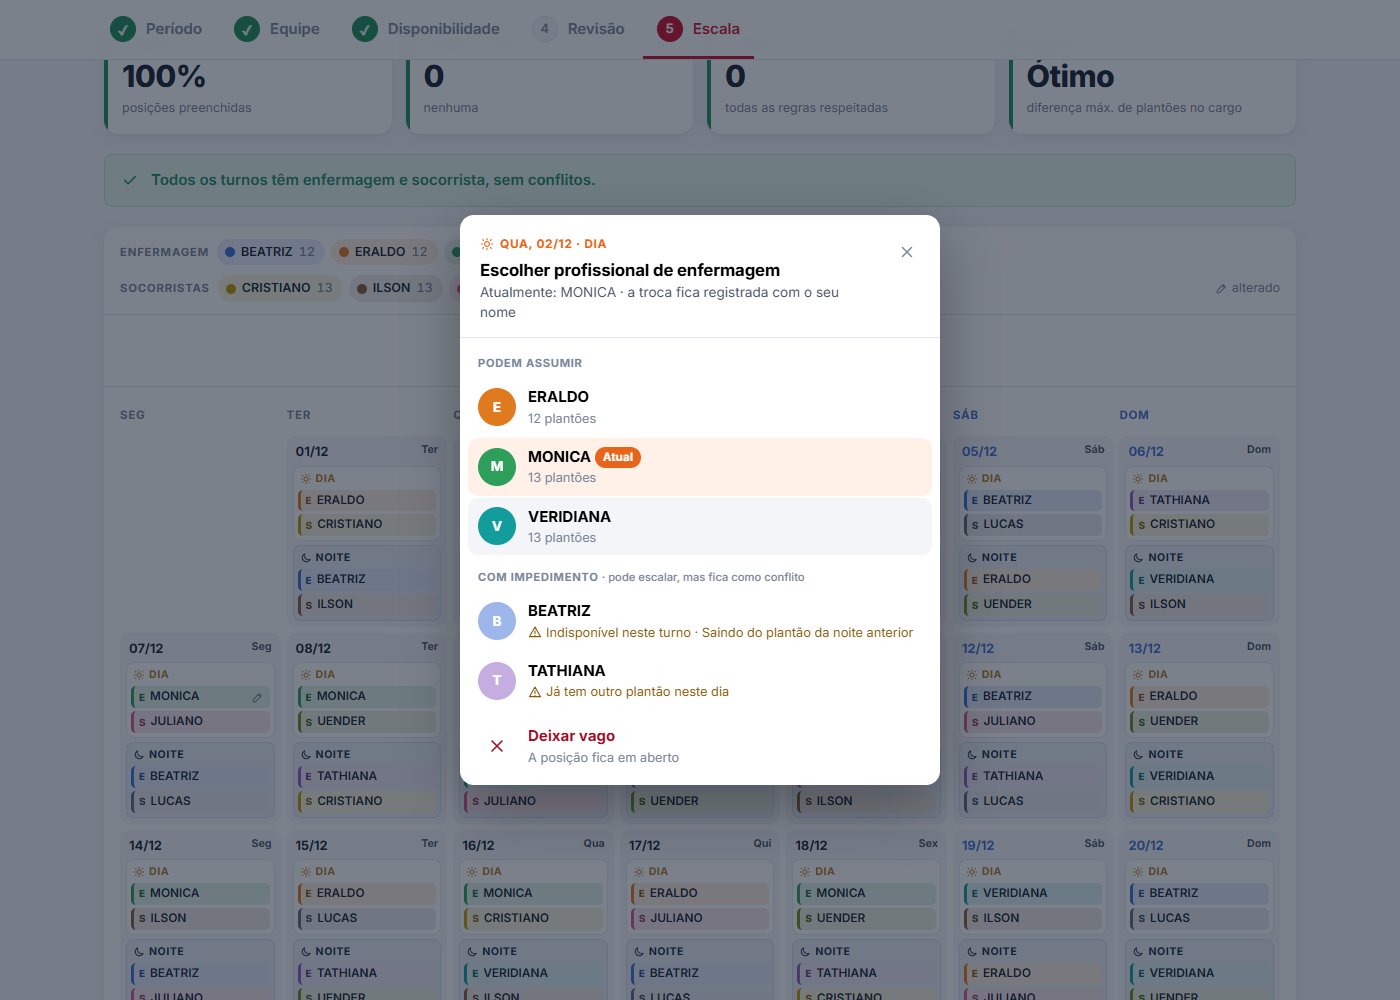 Período
Equipe
Disponibilidade
4 Revisão
5 Escala
100%
posições preenchidas
0
nenhuma
0
todas as regras respeitadas
Ótimo
diferença máx. de plantões no cargo
Todos os turnos têm enfermagem e socorrista, sem conflitos.
ENFERMAGEM BEATRIZ 12 ERALDO 12
SOCORRISTAS CRISTIANO 13 ILSON 13
alterado
QUA, 02/12 · DIA
Escolher profissional de enfermagem
Atualmente: MONICA · a troca fica registrada com o seu
nome
PODEM ASSUMIR
E ERALDO
12 plantões
M MONICA Atual
13 plantões
V VERIDIANA
13 plantões
COM IMPEDIMENTO · pode escalar, mas fica como conflito
B BEATRIZ
Indisponível neste turno · Saindo do plantão da noite anterior
T TATHIANA
Já tem outro plantão neste dia
Deixar vago
A posição fica em aberto
SEG TER SÁB DOM
01/12 Ter
DIA
E ERALDO
S CRISTIANO
NOITE
E BEATRIZ
S ILSON
05/12 Sáb
DIA
E BEATRIZ
S LUCAS
NOITE
E ERALDO
S UENDER
06/12 Dom
DIA
E TATHIANA
S CRISTIANO
NOITE
E VERIDIANA
S ILSON
07/12 Seg
DIA
E MONICA
S JULIANO
NOITE
E BEATRIZ
S LUCAS
08/12 Ter
DIA
E MONICA
S UENDER
NOITE
E TATHIANA
S CRISTIANO
S JULIANO
S UENDER
S ILSON
12/12 Sáb
DIA
E BEATRIZ
S JULIANO
NOITE
E TATHIANA
S LUCAS
13/12 Dom
DIA
E ERALDO
S UENDER
NOITE
E VERIDIANA
S CRISTIANO
14/12 Seg
DIA
E MONICA
S ILSON
NOITE
E BEATRIZ
S JULIANO
15/12 Ter
DIA
E ERALDO
S LUCAS
NOITE
E TATHIANA
S UENDER
16/12 Qua
DIA
E MONICA
S CRISTIANO
NOITE
E VERIDIANA
S ILSON
17/12 Qui
DIA
E ERALDO
S JULIANO
NOITE
E BEATRIZ
S LUCAS
18/12 Sex
DIA
E MONICA
S UENDER
NOITE
E TATHIANA
S CRISTIANO
19/12 Sáb
DIA
E VERIDIANA
S ILSON
NOITE
E ERALDO
S JULIANO
20/12 Dom
DIA
E BEATRIZ
S LUCAS
NOITE
E VERIDIANA
S UENDER